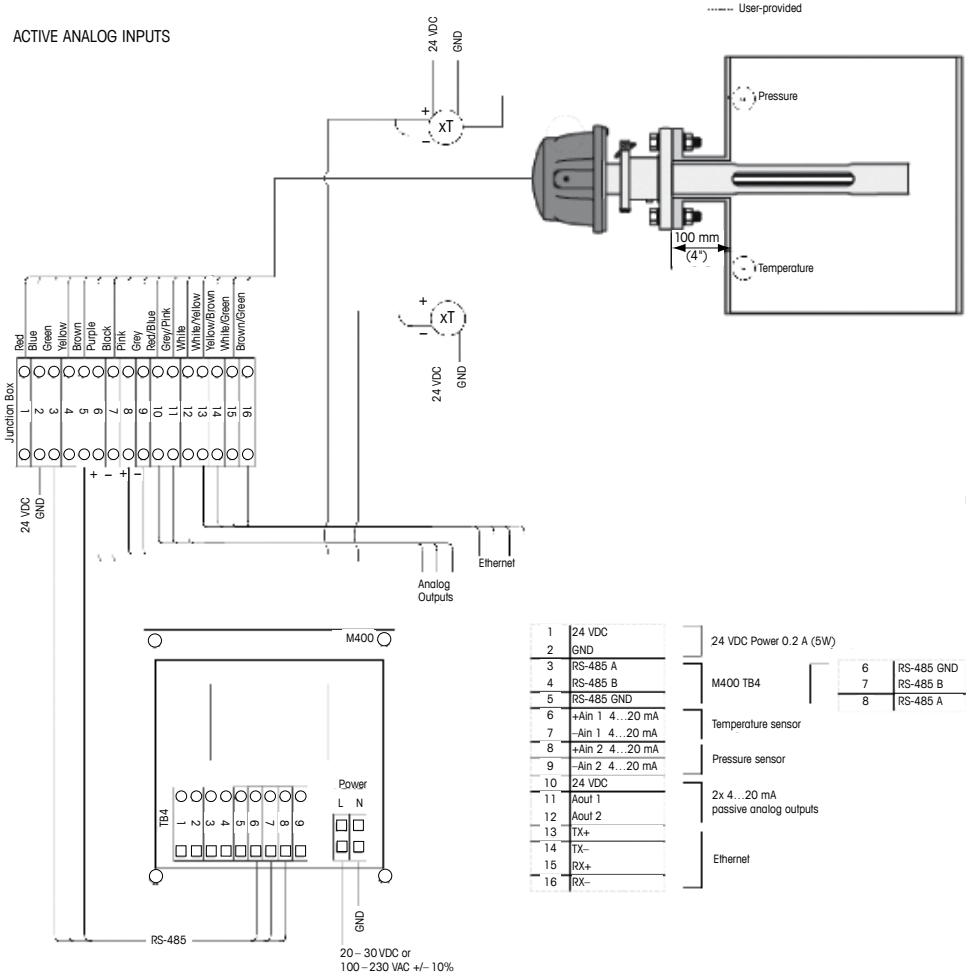 User-provided
ACTIVE ANALOG INPUTS
24 VDC
GND
+
xT
–
Pressure
100 mm
(4")
Temperature
+
xT
–
24 VDC
GND
Red
Blue
Green
Yellow
Brown
Purple
Black
Pink
Grey
Red/Blue
Grey/Pink
White
White/Yellow
Yellow/Brown
White/Green
Brown/Green
Junction Box
1 2 3 4 5 6 7 8 9 10 11 12 13 14 15 16
+ – + –
24 VDC
GND
Ethernet
Analog
Outputs
M400
Power
L N
TB4
1 2 3 4 5 6 7 8 9
GND
RS-485
20–30 VDC or
100–230 VAC +/– 10%
1 24 VDC
2 GND
24 VDC Power 0.2 A (5W)
3 RS-485 A
4 RS-485 B
5 RS-485 GND
M400 TB4
6 RS-485 GND
7 RS-485 B
8 RS-485 A
6 +Ain 1 4...20 mA
7 –Ain 1 4...20 mA
Temperature sensor
8 +Ain 2 4...20 mA
9 –Ain 2 4...20 mA
Pressure sensor
10 24 VDC
11 Aout 1
12 Aout 2
2x 4...20 mA
passive analog outputs
13 TX+
14 TX–
15 RX+
16 RX–
Ethernet